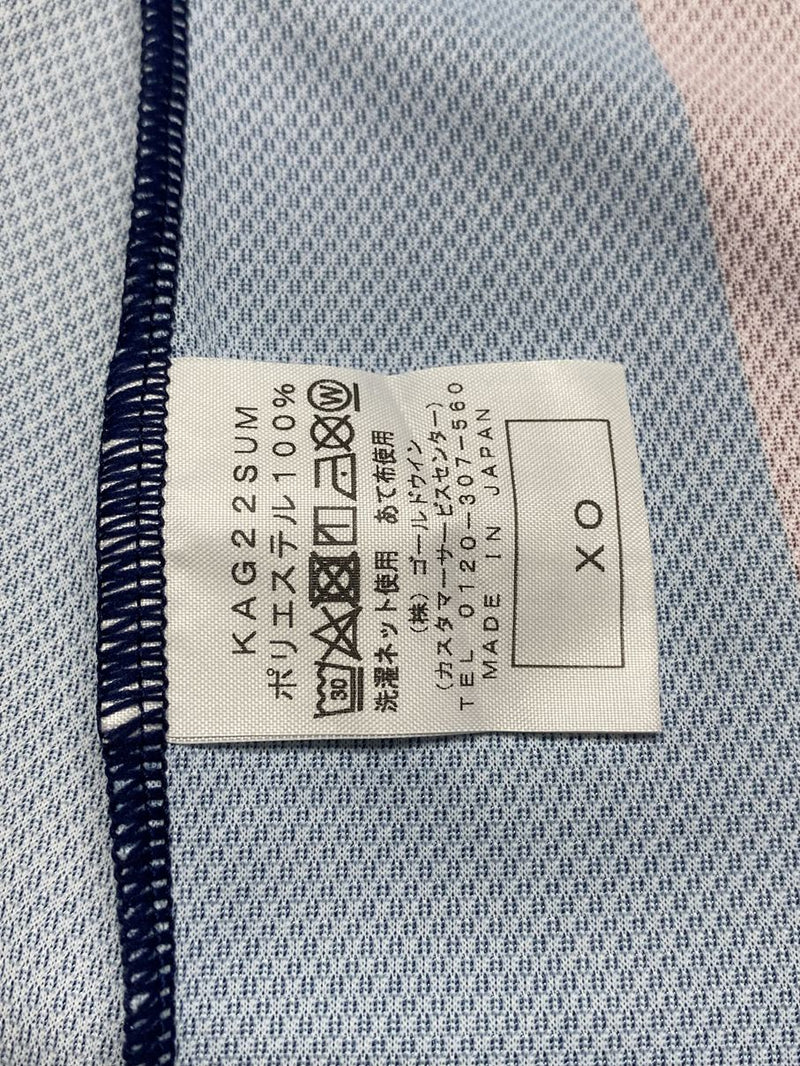 KAG22SUM
ポリエステル100%
30
W
洗濯ネット使用 あて布使用
(株)ゴールドウイン
(カスタマーサービスセンター)
TEL 0120-307-560
MADE IN JAPAN
XO